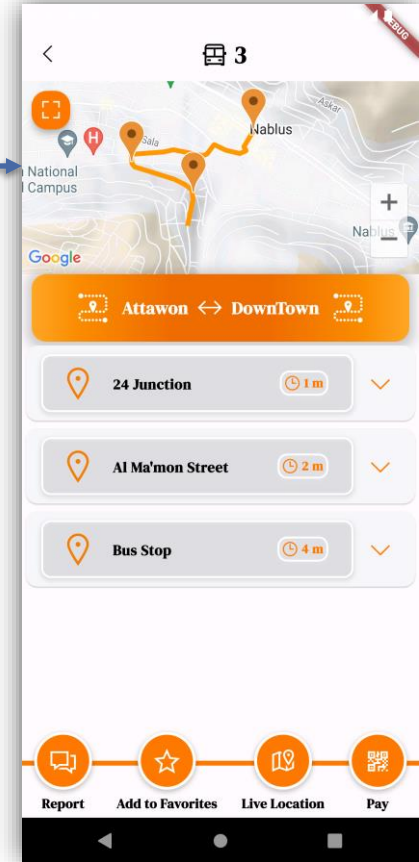 DEBUG
3
Askar
Sala
Nablus
H
National
Campus
+
Nablus
−
Google
Attawon ↔ DownTown
24 Junction 1 m
Al Ma'mon Street 2 m
Bus Stop 4 m
Report Add to Favorites Live Location Pay